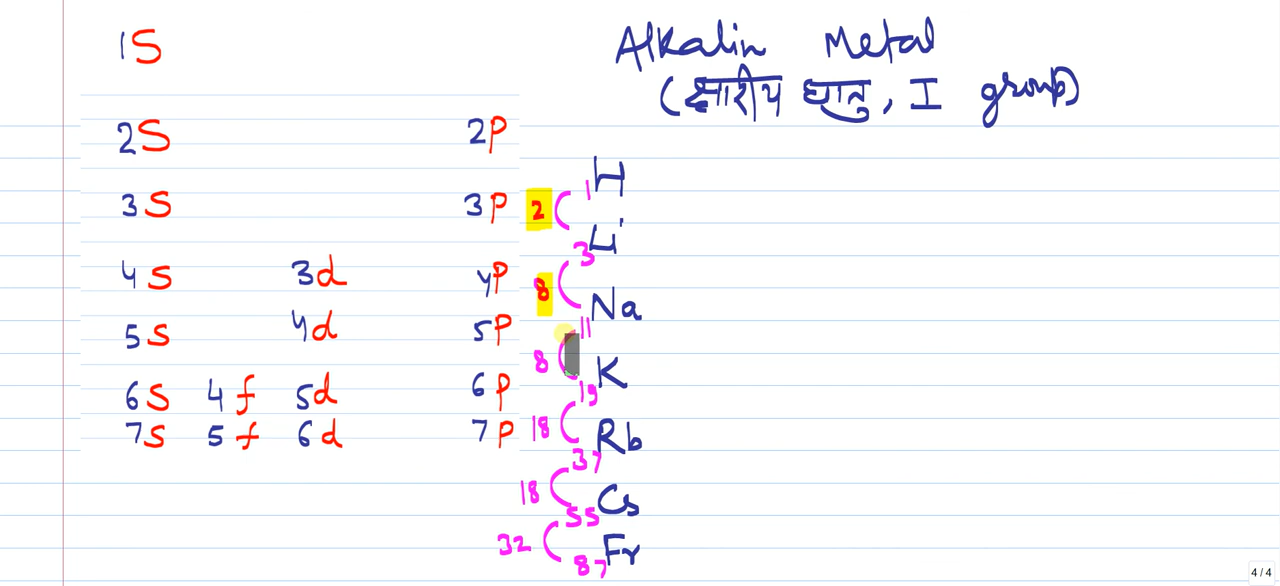 Alkalin Metal
(क्षारीय धातु, I group)
1S
2S 2P
3S 3P
4S 3d 4P
5S 4d 5P
6S 4f 5d 6P
7S 5f 6d 7P
1 H
2
3 Li
8
Na
11
8
K
19
18
Rb
37
18
Cs
55
32
87 Fr
4 / 4